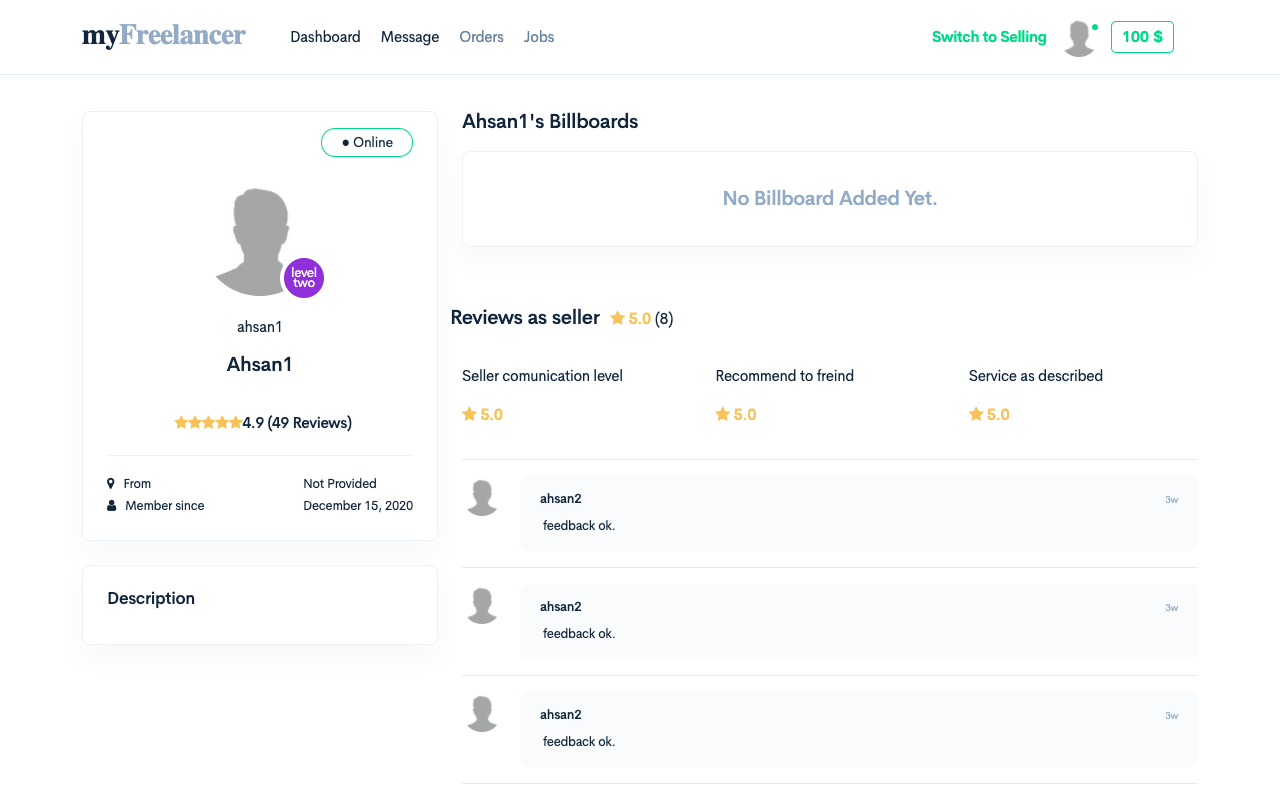 myFreelancer Dashboard Message Orders Jobs Switch to Selling 100 $
Online
level
two
ahsan1
Ahsan1
4.9 (49 Reviews)
From Not Provided
Member since December 15, 2020
Description
Ahsan1's Billboards
No Billboard Added Yet.
Reviews as seller 5.0 (8)
Seller comunication level Recommend to freind Service as described
5.0 5.0 5.0
ahsan2 3w
feedback ok.
ahsan2 3w
feedback ok.
ahsan2 3w
feedback ok.